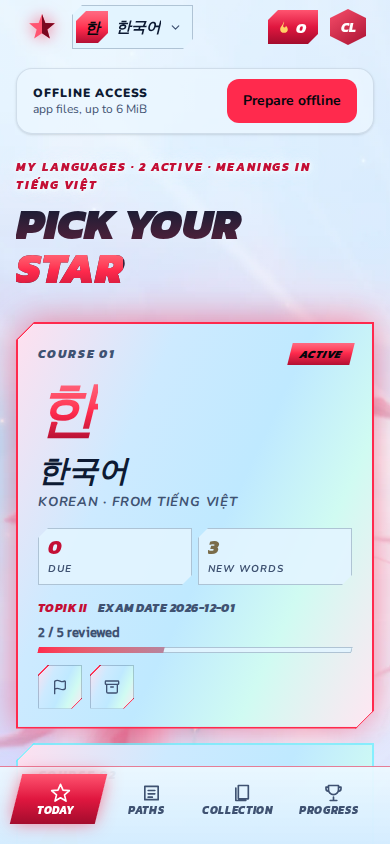 한 한국어 0 CL
OFFLINE ACCESS
app files, up to 6 MiB
Prepare offline
MY LANGUAGES · 2 ACTIVE · MEANINGS IN
TIẾNG VIỆT
PICK YOUR
STAR
COURSE 01 ACTIVE
한
한국어
KOREAN · FROM TIẾNG VIỆT
0
DUE
3
NEW WORDS
TOPIK II EXAM DATE 2026-12-01
2 / 5 reviewed
TODAY PATHS COLLECTION PROGRESS